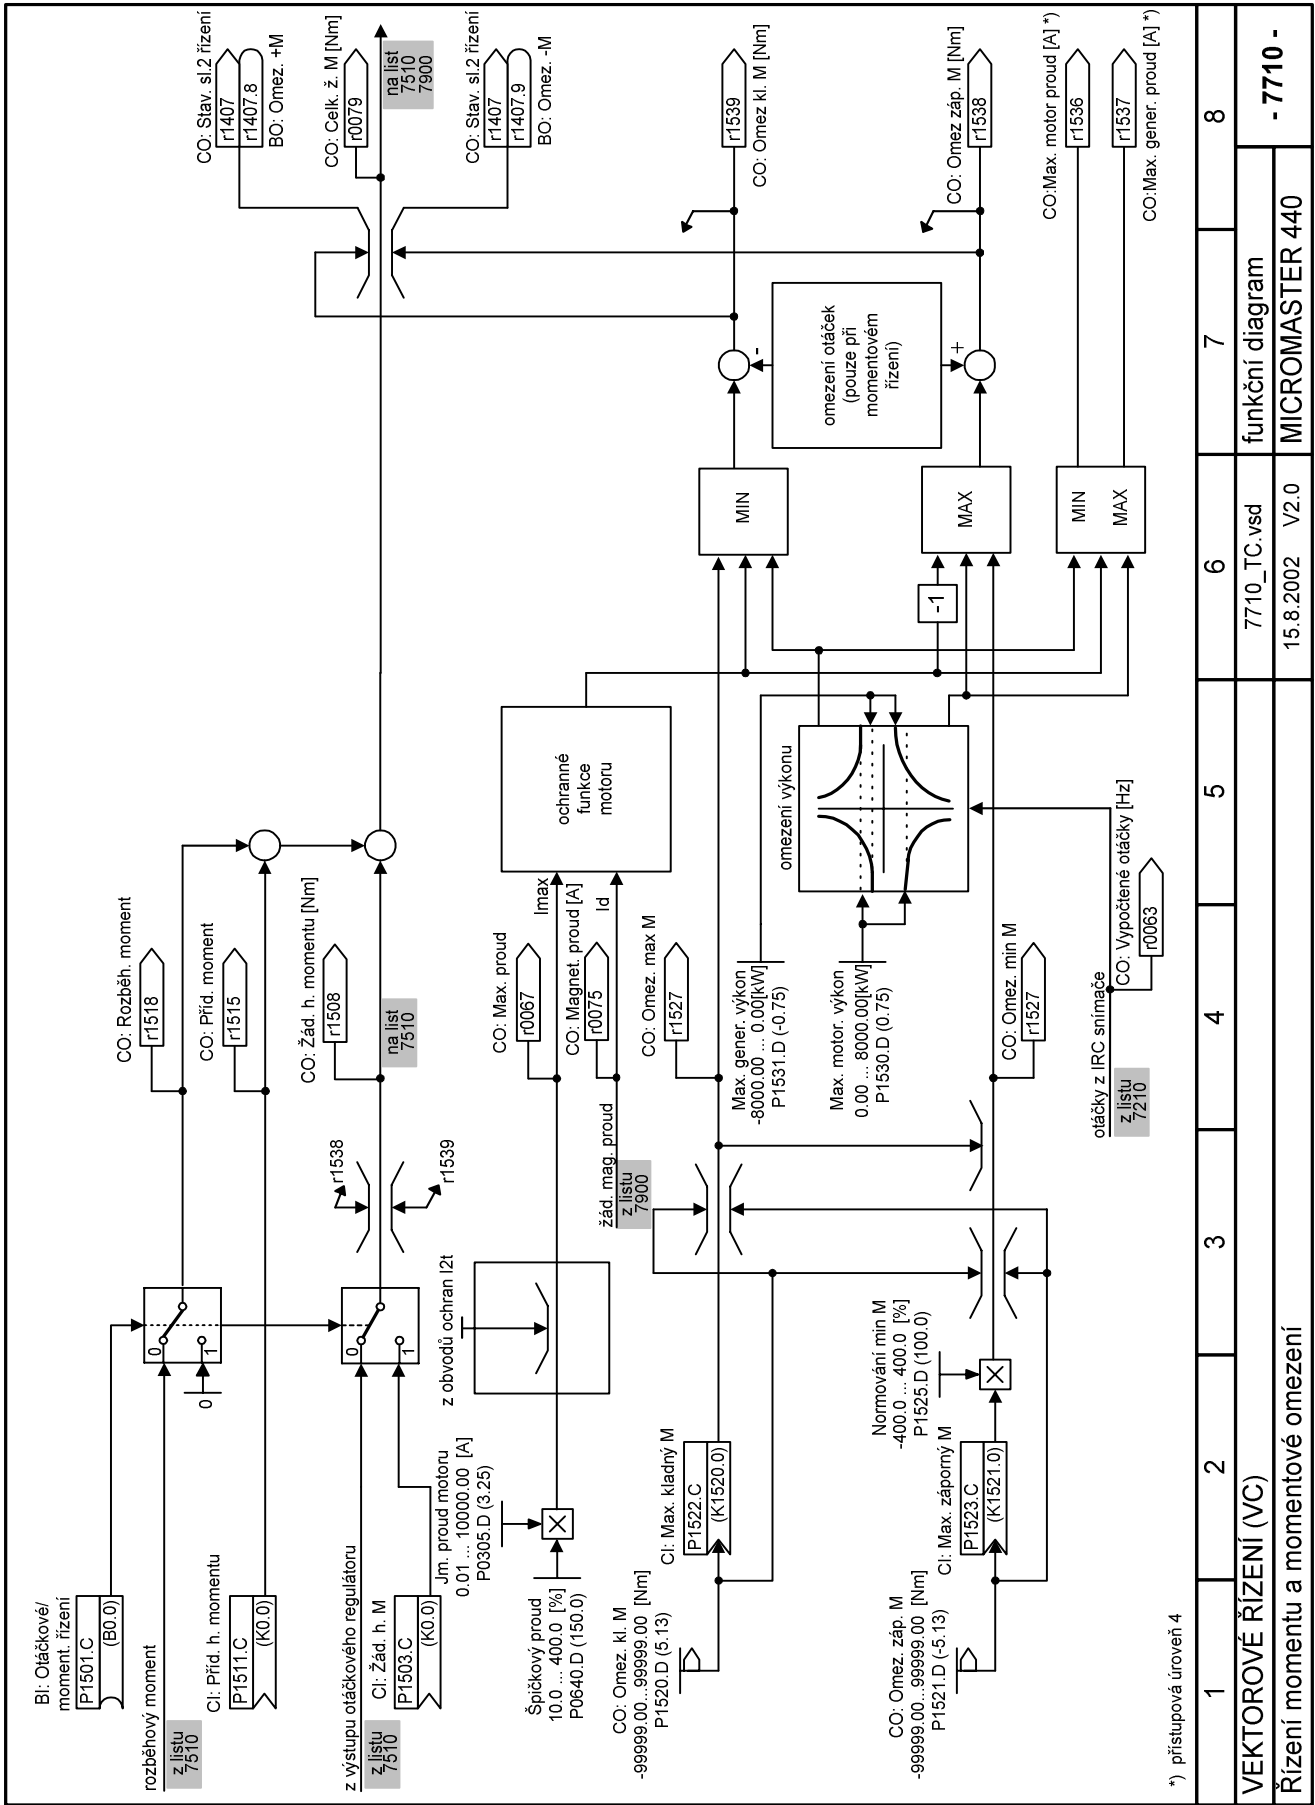 BI: Otáčkové/
moment. řízení
P1501.C
(B0.0)
rozběhový moment
z listu
7510
CI: Příd. h. momentu
P1511.C
(K0.0)
z výstupu otáčkového regulátoru
z listu
7510
CI: Žád. h. M
P1503.C
(K0.0)
0
1
0
0
1
CO: Rozběh. moment
r1518
CO: Příd. moment
r1515
CO: Žád. h. momentu [Nm]
r1508
na list
7510
r1538
r1539
CO: Stav. sl.2 řízení
r1407
r1407.8
BO: Omez. +M
CO: Celk. ž. M [Nm]
r0079
na list
7510
7900
CO: Stav. sl.2 řízení
r1407
r1407.9
BO: Omez. -M
Jm. proud motoru
0.01 ... 10000.00 [A]
P0305.D (3.25)
Špičkový proud
10.0 ... 400.0 [%]
P0640.D (150.0)
z obvodů ochran I2t
CO: Max. proud
r0067
Imax
CO: Magnet. proud [A]
r0075
Id
žád. mag. proud
z listu
7900
ochranné
funkce
motoru
CO: Omez. kl. M
-99999.00...99999.00 [Nm]
P1520.D (5.13)
CI: Max. kladný M
P1522.C
(K1520.0)
CO: Omez. max M
r1527
Max. gener. výkon
-8000.00 ... 0.00[kW]
P1531.D (-0.75)
Max. motor. výkon
0.00 ... 8000.00[kW]
P1530.D (0.75)
omezení výkonu
MIN
-
omezení otáček
(pouze při
momentovém
řízení)
+
r1539
CO: Omez kl. M [Nm]
CO: Omez. záp. M
-99999.00...99999.00 [Nm]
P1521.D (-5.13)
CI: Max. záporný M
P1523.C
(K1521.0)
Normování min M
-400.0 ... 400.0 [%]
P1525.D (100.0)
CO: Omez. min M
r1527
-1
MAX
CO: Omez záp. M [Nm]
r1538
MIN
MAX
CO:Max. motor proud [A] *)
r1536
r1537
CO:Max. gener. proud [A] *)
otáčky z IRC snímače
z listu
7210
CO: Vypočtené otáčky [Hz]
r0063
*) přístupová úroveň 4
1
2
3
4
5
6
7
8
VEKTOROVÉ ŘÍZENÍ (VC)
7710_TC.vsd
funkční diagram
- 7710 -
Řízení momentu a momentové omezení
15.8.2002
V2.0
MICROMASTER 440